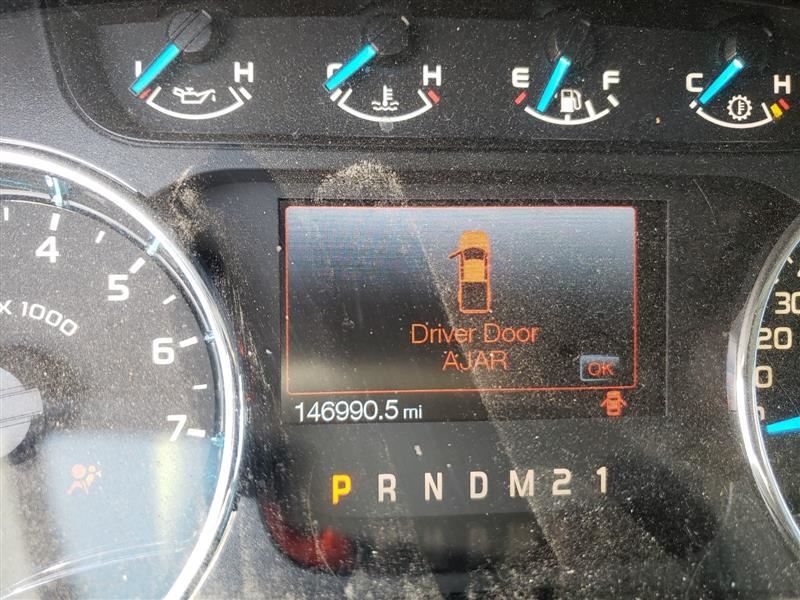 L H
C H
E F
C H
4
5
6
7
X 1000
Driver Door
AJAR
OK
146990.5 mi
P R N D M 2 1
30
20